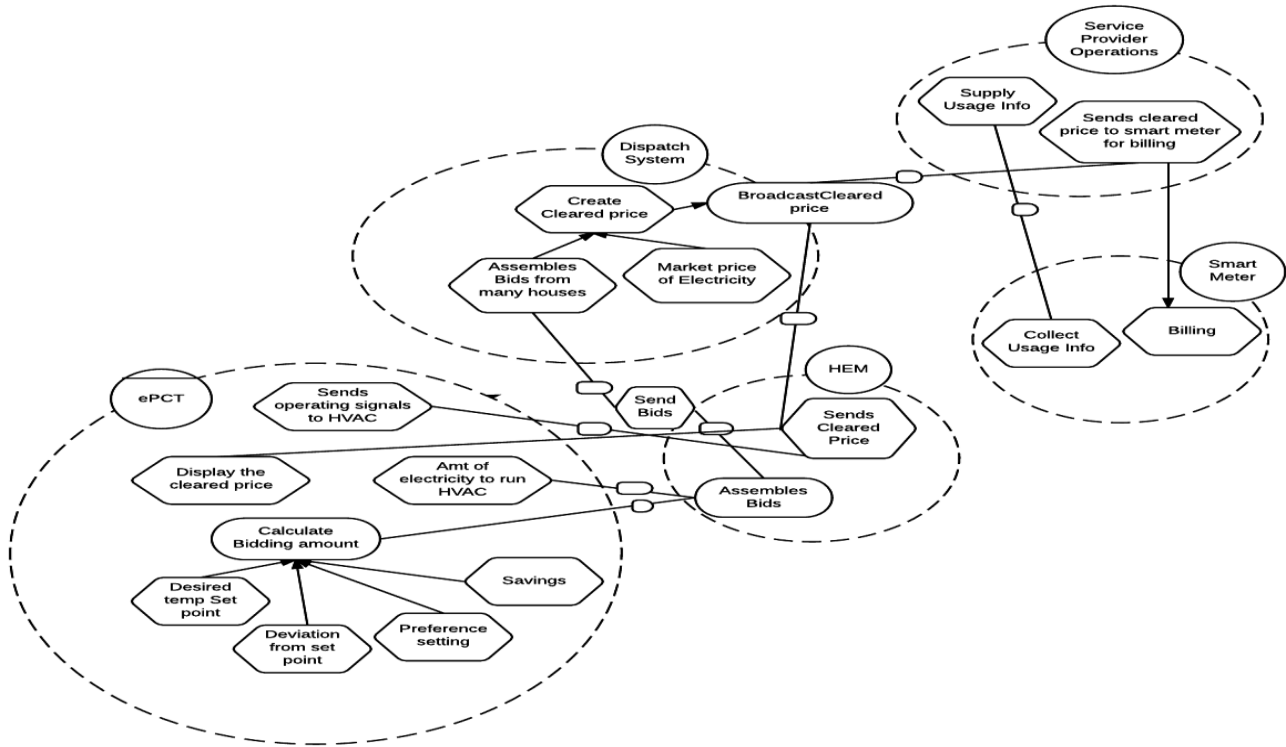 Service
Provider
Operations
Supply
Usage Info
Sends cleared
price to smart meter
for billing
Dispatch
System
Create
Cleared price
BroadcastCleared
price
Assembles
Bids from
many houses
Market price
of Electricity
Smart
Meter
Collect
Usage Info
Billing
HEM
ePCT
Sends
operating signals
to HVAC
Send
Bids
Sends
Cleared
Price
Display the
cleared price
Amt of
electricity to run
HVAC
Assembles
Bids
Calculate
Bidding amount
Desired
temp Set
point
Savings
Deviation
from set
point
Preference
setting